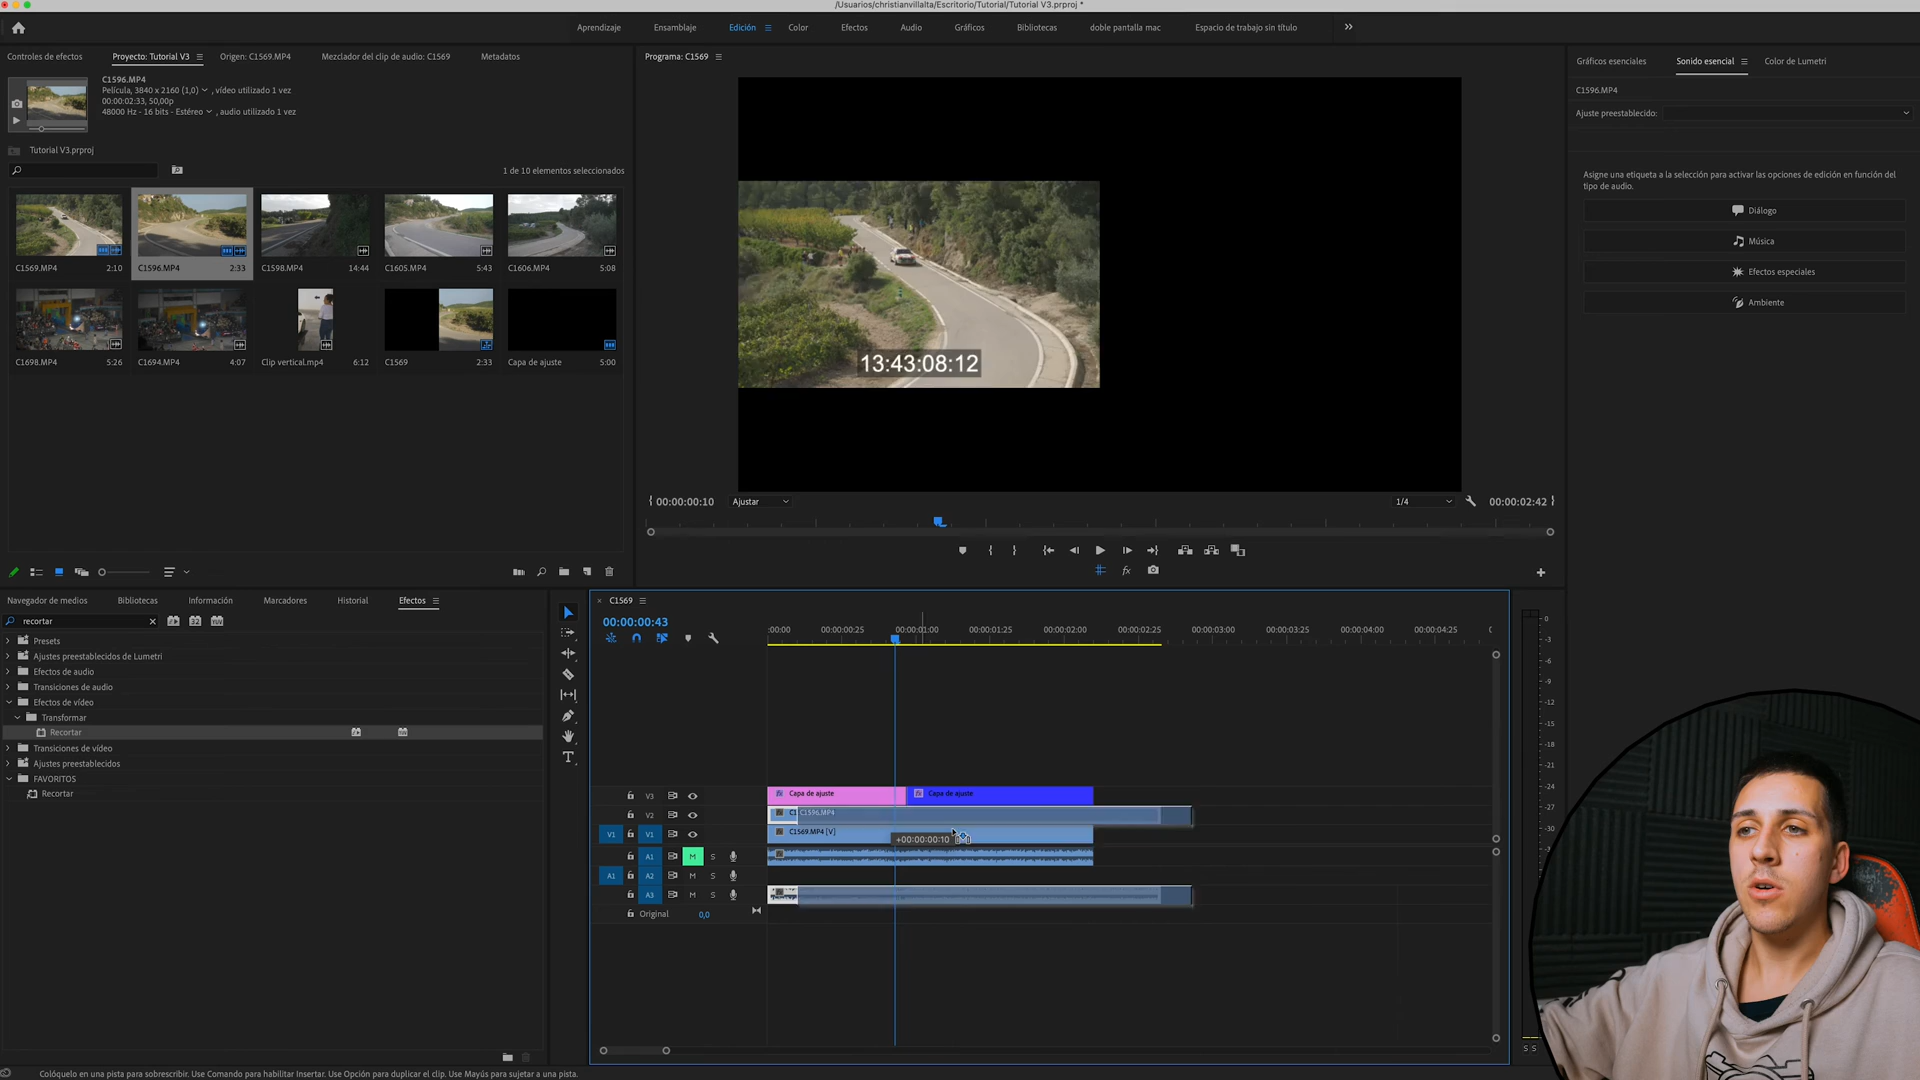 /Usuarios/christianvillalta/Escritorio/Tutorial/Tutorial V3.prproj *
Aprendizaje
Ensamblaje
Edición
Color
Efectos
Audio
Gráficos
Bibliotecas
doble pantalla mac
Espacio de trabajo sin título
Controles de efectos
Proyecto: Tutorial V3
Origen: C1569.MP4
Mezclador del clip de audio: C1569
Metadatos
Programa: C1569
Gráficos esenciales
Sonido esencial
Color de Lumetri
C1596.MP4
Película, 3840 x 2160 (1,0) , vídeo utilizado 1 vez
00:00:02:33, 50,00p
48000 Hz - 16 bits - Estéreo , audio utilizado 1 vez
C1596.MP4
Ajuste preestablecido:
Tutorial V3.prproj
1 de 10 elementos seleccionados
Asigne una etiqueta a la selección para activar las opciones de edición en función del
tipo de audio.
Diálogo
Música
Efectos especiales
Ambiente
C1569.MP4 2:10
C1596.MP4 2:33
C1598.MP4 14:44
C1605.MP4 5:43
C1606.MP4 5:08
C1698.MP4 5:26
C1694.MP4 4:07
Clip vertical.mp4 6:12
C1569 2:33
Capa de ajuste 5:00
13:43:08:12
00:00:00:10
Ajustar
1/4
00:00:02:42
Navegador de medios
Bibliotecas
Información
Marcadores
Historial
Efectos
recortar
Presets
Ajustes preestablecidos de Lumetri
Efectos de audio
Transiciones de audio
Efectos de vídeo
Transformar
Recortar
Transiciones de vídeo
Ajustes preestablecidos
FAVORITOS
Recortar
C1569
00:00:00:43
:00:00
00:00:00:25
00:00:01:00
00:00:01:25
00:00:02:00
00:00:02:25
00:00:03:00
00:00:03:25
00:00:04:00
00:00:04:25
V3
Capa de ajuste
Capa de ajuste
V2
C1
C1596.MP4
V1
V1
C1569.MP4 [V]
+00:00:00:10
A1
M
S
A1
A2
M
S
A3
M
S
Original
0,0
0
-3
-6
-9
-12
-15
-18
-21
-24
-27
-30
-33
S S
Colóquelo en una pista para sobrescribir. Use Comando para habilitar Insertar. Use Opción para duplicar el clip. Use Mayús para sujetar a una pista.